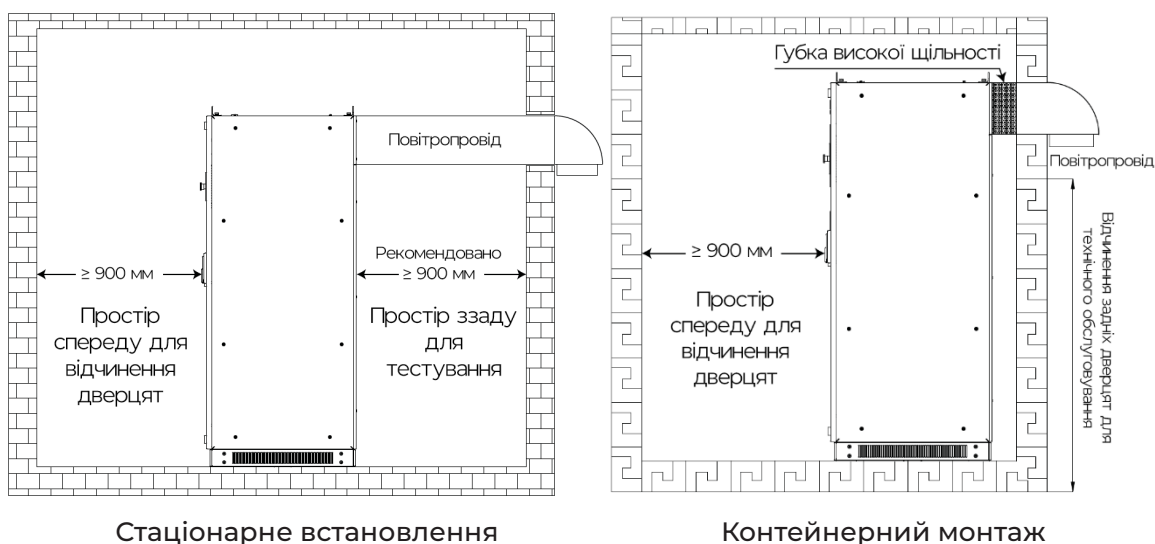 Повітропровід
≥ 900 мм
Простір
спереду для
відчинення
дверцят
Рекомендовано
≥ 900 мм
Простір ззаду
для
тестування
Стаціонарне встановлення
Губка високої щільності
Повітропровід
≥ 900 мм
Простір
спереду для
відчинення
дверцят
Відчинення задніх дверцят для
технічного обслуговування
Контейнерний монтаж